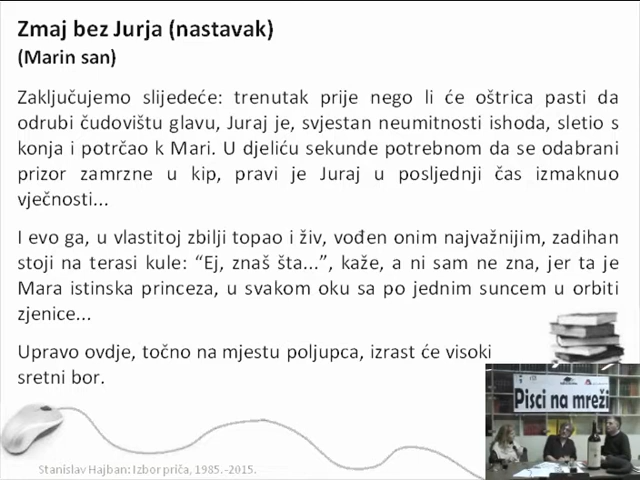 Zmaj bez Jurja (nastavak)
(Marin san)
Zaključujemo slijedeće: trenutak prije nego li će oštrica pasti da
odrubi čudovištu glavu, Juraj je, svjestan neumitnosti ishoda, sletio s
konja i potrčao k Mari. U djeliću sekunde potrebnom da se odabrani
prizor zamrzne u kip, pravi je Juraj u posljednji čas izmaknuo
vječnosti...
I evo ga, u vlastitoj zbilji topao i živ, vođen onim najvažnijim, zadihan
stoji na terasi kule: “Ej, znaš šta...”, kaže, a ni sam ne zna, jer ta je
Mara istinska princeza, u svakom oku sa po jednim suncem u orbiti
zjenice...
Upravo ovdje, točno na mjestu poljupca, izrast će visoki
sretni bor.
Pisci na mreži
Stanislav Hajban: Izbor priča, 1985.-2015.